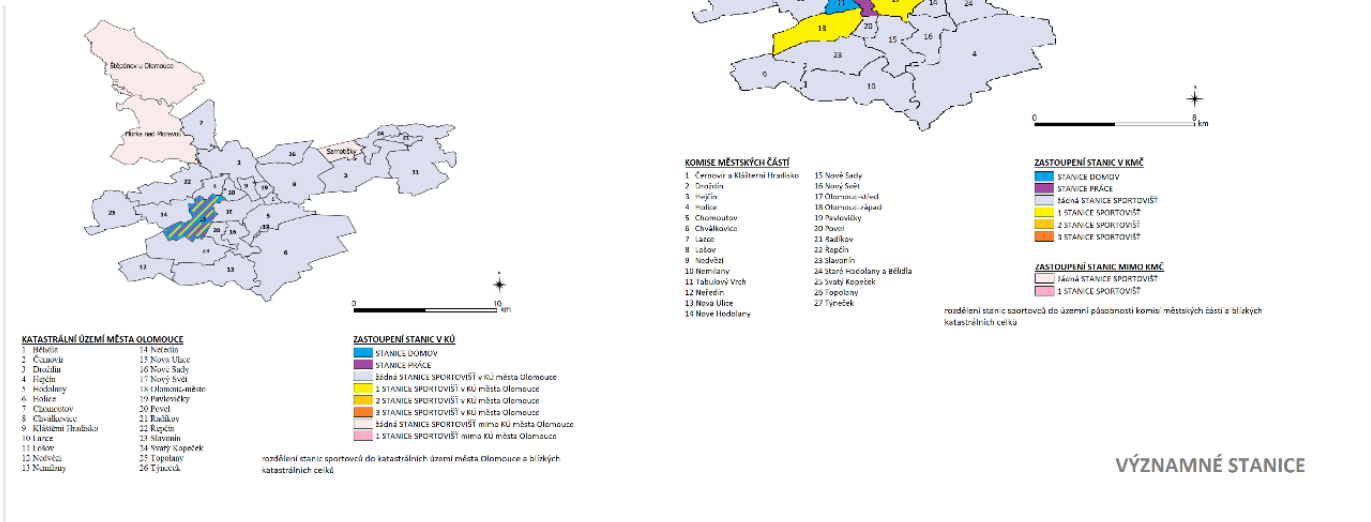 Štěpánov u Olomouce
Horka nad Moravou
Samotišky
0 10
km
KATASTRÁLNÍ ÚZEMÍ MĚSTA OLOMOUCE
1 Bělidla
2 Černovír
3 Droždín
4 Hejčín
5 Hodolany
6 Holice
7 Chomoutov
8 Chválkovice
9 Klášterní Hradisko
10 Lazce
11 Lošov
12 Nedvězí
13 Nemilany
14 Neředín
15 Nová Ulice
16 Nové Sady
17 Nový Svět
18 Olomouc-město
19 Pavlovičky
20 Povel
21 Radíkov
22 Řepčín
23 Slavonín
24 Svatý Kopeček
25 Topolany
26 Týneček
ZASTOUPENÍ STANIC V KÚ
STANICE DOMOV
STANICE PRÁCE
žádná STANICE SPORTOVIŠŤ v KÚ města Olomouce
1 STANICE SPORTOVIŠŤ v KÚ města Olomouce
2 STANICE SPORTOVIŠŤ v KÚ města Olomouce
3 STANICE SPORTOVIŠŤ v KÚ města Olomouce
žádná STANICE SPORTOVIŠŤ mimo KÚ města Olomouce
1 STANICE SPORTOVIŠŤ mimo KÚ města Olomouce
rozdělení stanic sportovců do katastrálních území města Olomouce a blízkých
katastrálních celků
0 8
km
KOMISE MĚSTSKÝCH ČÁSTÍ
1 Černovír a Klášterní Hradisko
2 Droždín
3 Hejčín
4 Holice
5 Chomoutov
6 Chválkovice
7 Lazce
8 Lošov
9 Nedvězí
10 Nemilany
11 Tabulový Vrch
12 Neředín
13 Nová Ulice
14 Nové Hodolany
15 Nové Sady
16 Nový Svět
17 Olomouc-střed
18 Olomouc-západ
19 Pavlovičky
20 Povel
21 Radíkov
22 Řepčín
23 Slavonín
24 Staré Hodolany a Bělidla
25 Svatý Kopeček
26 Topolany
27 Týneček
ZASTOUPENÍ STANIC V KMČ
STANICE DOMOV
STANICE PRÁCE
žádná STANICE SPORTOVIŠŤ
1 STANICE SPORTOVIŠŤ
2 STANICE SPORTOVIŠŤ
3 STANICE SPORTOVIŠŤ
ZASTOUPENÍ STANIC MIMO KMČ
žádná STANICE SPORTOVIŠŤ
1 STANICE SPORTOVIŠŤ
rozdělení stanic sportovců do územní působnosti komisí městských částí a blízkých
katastrálních celků
VÝZNAMNÉ STANICE